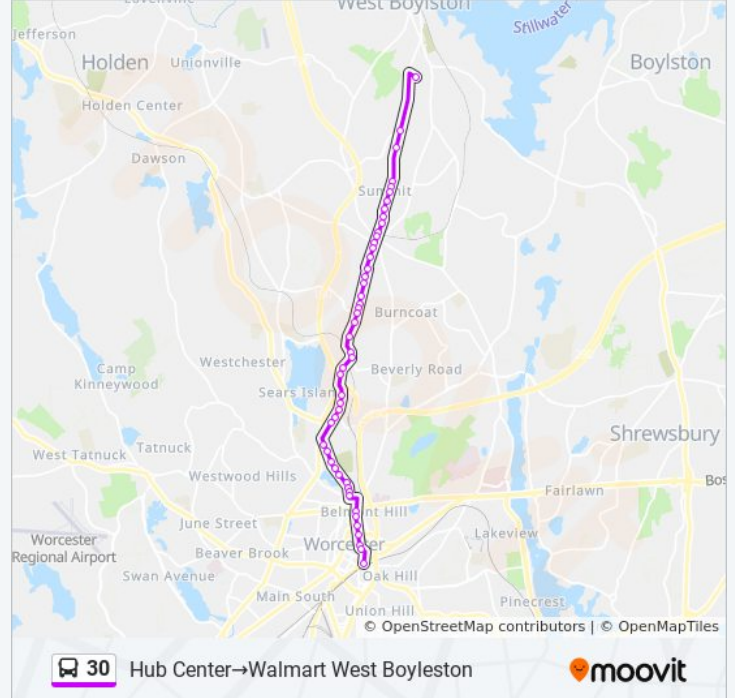 West Boylston
Stillwater
Jefferson
Holden
Unionville
Boylston
Holden Center
Dawson
Summit
Burncoat
Westchester
Beverly Road
Camp
Kinneywood
Sears Island
Shrewsbury
West Tatnuck
Tatnuck
Westwood Hills
Bos
Fairlawn
Belmont Hill
June Street
Worcester
Regional Airport
Lakeview
Beaver Brook
Worcester
Swan Avenue
Oak Hill
Main South
Pinecrest
Union Hill
© OpenStreetMap contributors | © OpenMapTiles
30 Hub Center→Walmart West Boyleston
moovit